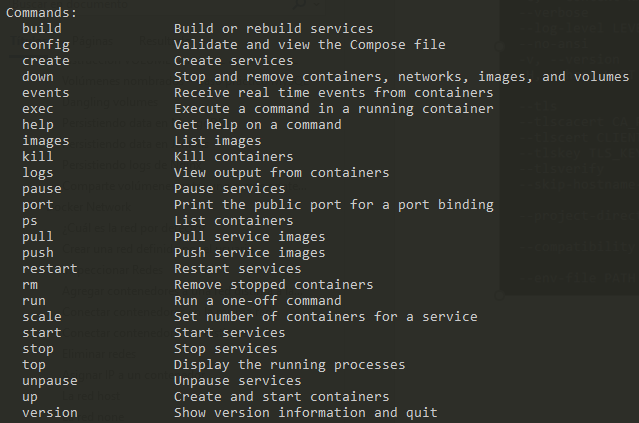 Commands:
build Build or rebuild services
config Validate and view the Compose file
create Create services
down Stop and remove containers, networks, images, and volumes
events Receive real time events from containers
exec Execute a command in a running container
help Get help on a command
images List images
kill Kill containers
logs View output from containers
pause Pause services
port Print the public port for a port binding
ps List containers
pull Pull service images
push Push service images
restart Restart services
rm Remove stopped containers
run Run a one-off command
scale Set number of containers for a service
start Start services
stop Stop services
top Display the running processes
unpause Unpause services
up Create and start containers
version Show version information and quit